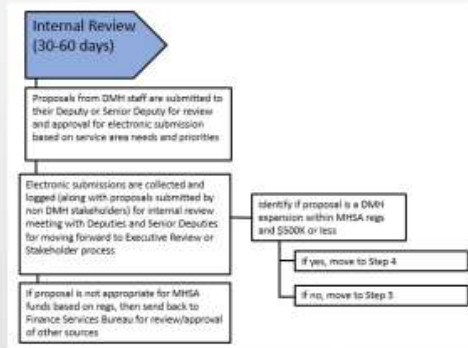 Internal Review
(30-60 days)
Proposals from DMH staff are submitted to
their Deputy or Senior Deputy for review
and approval for electronic submission
based on service area needs and priorities
Electronic submissions are collected and
logged (along with proposals submitted by
non DMH stakeholders) for internal review
meeting with Deputies and Senior Deputies
for moving forward to Executive Review or
Stakeholder process
Identify if proposal is a DMH
expansion within MHSA regs
and $500K or less
If yes, move to Step 4
If no, move to Step 3
If proposal is not appropriate for MHSA
funds based on regs, then send back to
Finance Services Bureau for review/approval
of other sources